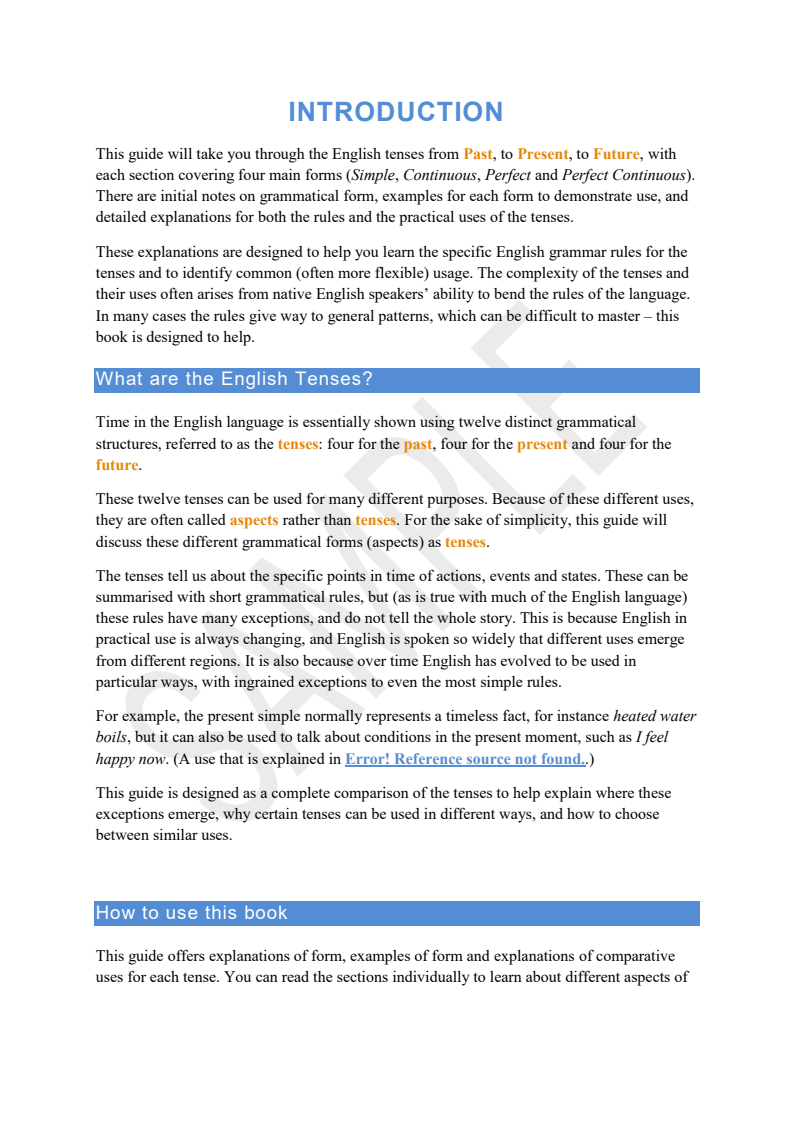 INTRODUCTION
This guide will take you through the English tenses from Past, to Present, to Future, with
each section covering four main forms (Simple, Continuous, Perfect and Perfect Continuous).
There are initial notes on grammatical form, examples for each form to demonstrate use, and
detailed explanations for both the rules and the practical uses of the tenses.
These explanations are designed to help you learn the specific English grammar rules for the
tenses and to identify common (often more flexible) usage. The complexity of the tenses and
their uses often arises from native English speakers’ ability to bend the rules of the language.
In many cases the rules give way to general patterns, which can be difficult to master – this
book is designed to help.
What are the English Tenses?
Time in the English language is essentially shown using twelve distinct grammatical
structures, referred to as the tenses: four for the past, four for the present and four for the
future.
These twelve tenses can be used for many different purposes. Because of these different uses,
they are often called aspects rather than tenses. For the sake of simplicity, this guide will
discuss these different grammatical forms (aspects) as tenses.
The tenses tell us about the specific points in time of actions, events and states. These can be
summarised with short grammatical rules, but (as is true with much of the English language)
these rules have many exceptions, and do not tell the whole story. This is because English in
practical use is always changing, and English is spoken so widely that different uses emerge
from different regions. It is also because over time English has evolved to be used in
particular ways, with ingrained exceptions to even the most simple rules.
For example, the present simple normally represents a timeless fact, for instance heated water
boils, but it can also be used to talk about conditions in the present moment, such as I feel
happy now. (A use that is explained in Error! Reference source not found..)
This guide is designed as a complete comparison of the tenses to help explain where these
exceptions emerge, why certain tenses can be used in different ways, and how to choose
between similar uses.
How to use this book
This guide offers explanations of form, examples of form and explanations of comparative
uses for each tense. You can read the sections individually to learn about different aspects of
SAMPLE